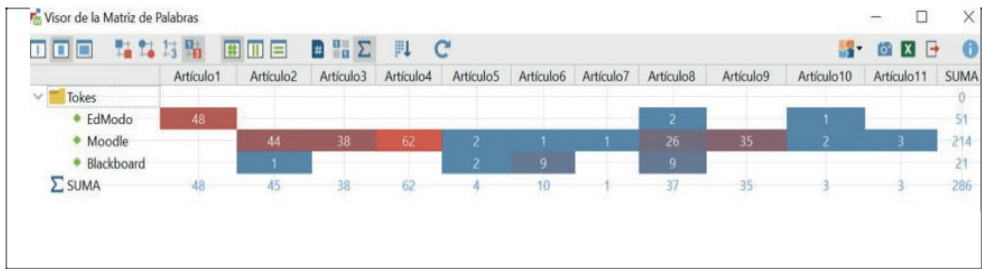 Visor de la Matriz de Palabras
Artículo1 Artículo2 Artículo3 Artículo4 Artículo5 Artículo6 Artículo7 Artículo8 Artículo9 Artículo10 Artículo11 SUMA
Tokes 0
EdModo 48 2 1 51
Moodle 44 38 62 2 1 1 26 35 2 3 214
Blackboard 1 2 9 9 21
Σ SUMA 48 45 38 62 4 10 1 37 35 3 3 286